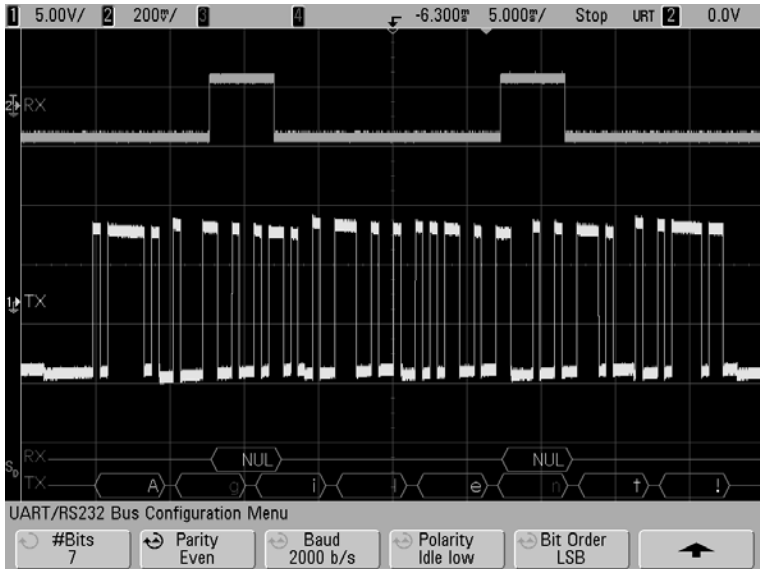 1 5.00V/ 2 200mV/ 3 4 -6.300ms 5.000ms/ Stop URT 2 0.0V
2 RX
1 TX
RX NUL NUL
TX A g i l e n t !
UART/RS232 Bus Configuration Menu
#Bits Parity Baud Polarity Bit Order
7 Even 2000 b/s Idle low LSB